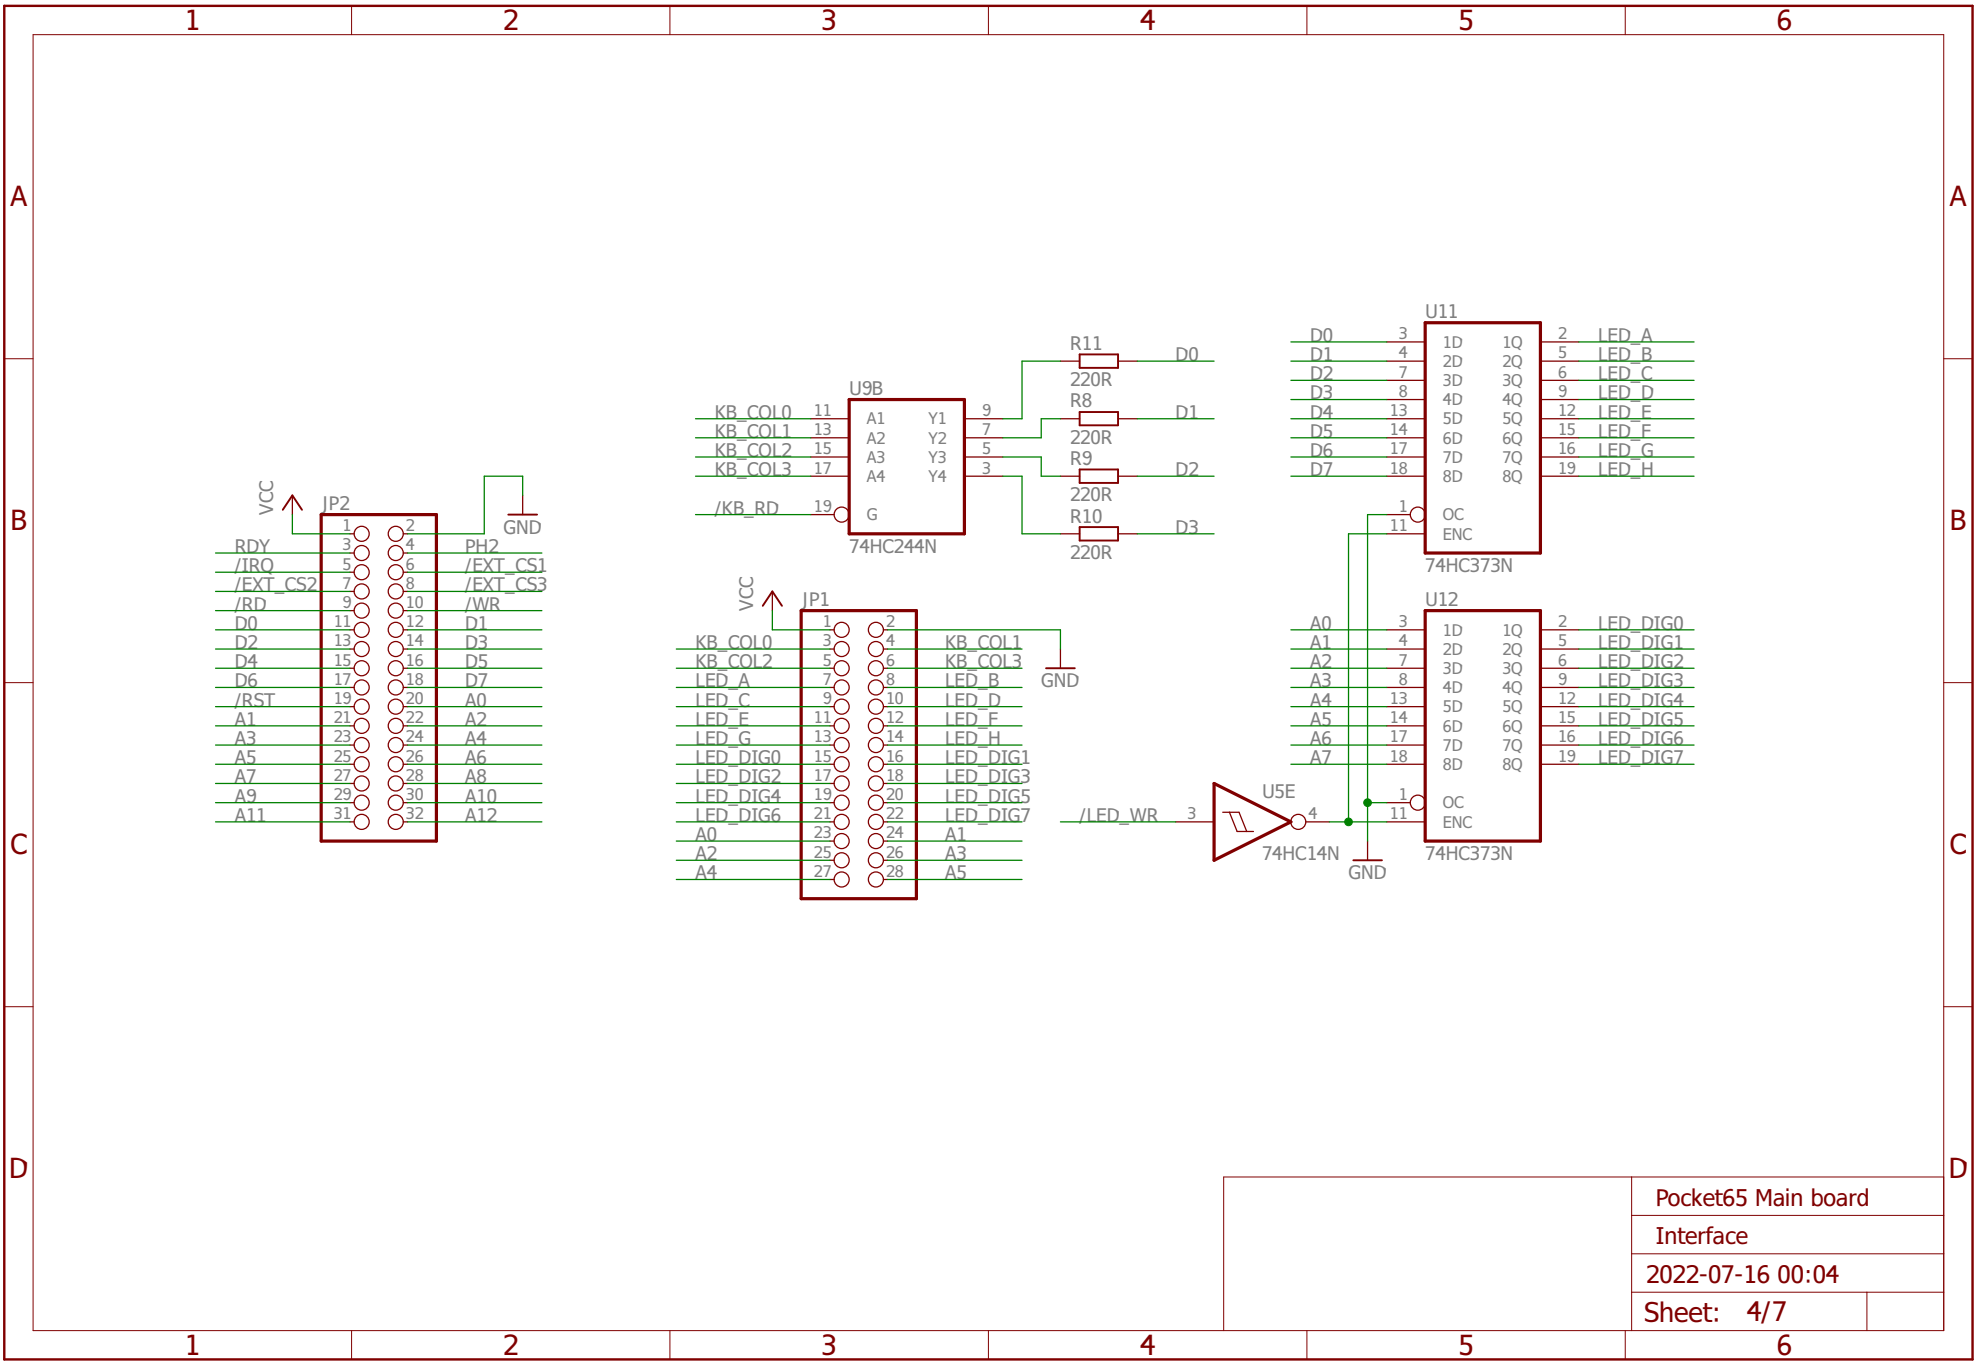 1 2 3 4 5 6
A A
B B
C C
D D
VCC
JP2
GND
1 2
RDY 3 4 PH2
/IRQ 5 6 /EXT_CS1
/EXT_CS2 7 8 /EXT_CS3
/RD 9 10 /WR
D0 11 12 D1
D2 13 14 D3
D4 15 16 D5
D6 17 18 D7
/RST 19 20 A0
A1 21 22 A2
A3 23 24 A4
A5 25 26 A6
A7 27 28 A8
A9 29 30 A10
A11 31 32 A12
U9B
KB_COL0 11 A1 Y1 9
KB_COL1 13 A2 Y2 7
KB_COL2 15 A3 Y3 5
KB_COL3 17 A4 Y4 3
/KB_RD 19 G
74HC244N
R11
D0
220R
R8
D1
220R
R9
D2
220R
R10
D3
220R
VCC
JP1
GND
1 2
KB_COL0 3 4 KB_COL1
KB_COL2 5 6 KB_COL3
LED_A 7 8 LED_B
LED_C 9 10 LED_D
LED_E 11 12 LED_F
LED_G 13 14 LED_H
LED_DIG0 15 16 LED_DIG1
LED_DIG2 17 18 LED_DIG3
LED_DIG4 19 20 LED_DIG5
LED_DIG6 21 22 LED_DIG7
A0 23 24 A1
A2 25 26 A3
A4 27 28 A5
U11
D0 3 1D 1Q 2 LED_A
D1 4 2D 2Q 5 LED_B
D2 7 3D 3Q 6 LED_C
D3 8 4D 4Q 9 LED_D
D4 13 5D 5Q 12 LED_E
D5 14 6D 6Q 15 LED_F
D6 17 7D 7Q 16 LED_G
D7 18 8D 8Q 19 LED_H
1 OC
11 ENC
74HC373N
U12
A0 3 1D 1Q 2 LED_DIG0
A1 4 2D 2Q 5 LED_DIG1
A2 7 3D 3Q 6 LED_DIG2
A3 8 4D 4Q 9 LED_DIG3
A4 13 5D 5Q 12 LED_DIG4
A5 14 6D 6Q 15 LED_DIG5
A6 17 7D 7Q 16 LED_DIG6
A7 18 8D 8Q 19 LED_DIG7
1 OC
11 ENC
74HC373N
U5E
/LED_WR 3 4
74HC14N
GND
Pocket65 Main board
Interface
2022-07-16 00:04
Sheet: 4/7
1 2 3 4 5 6